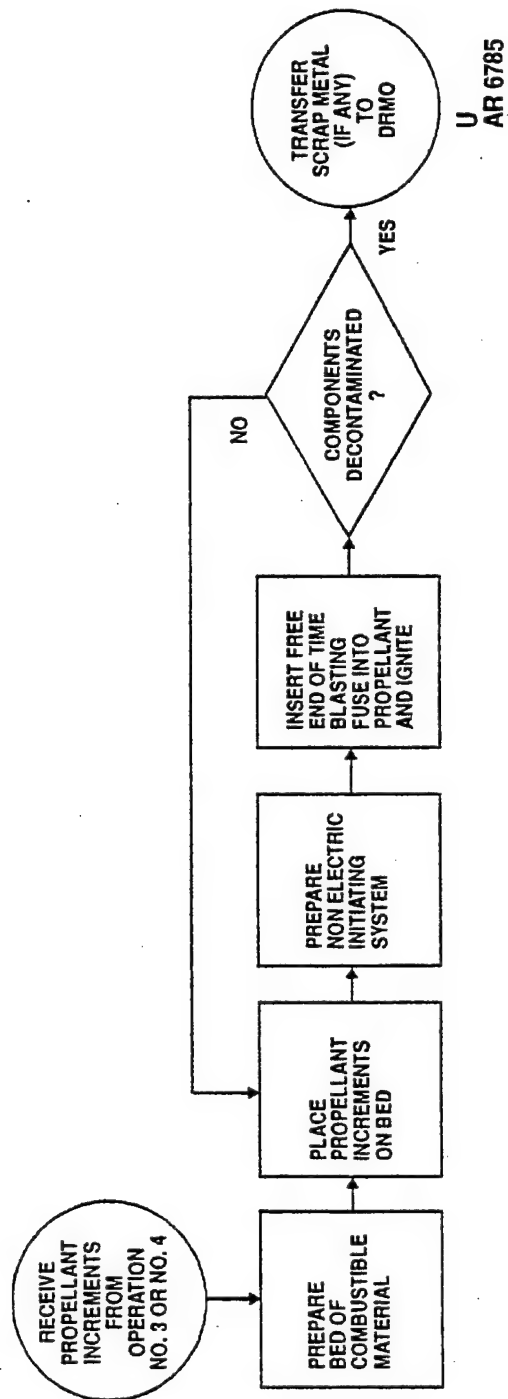 RECEIVE
PROPELLANT
INCREMENTS
FROM
OPERATION
NO. 3 OR NO. 4
PREPARE
BED OF
COMBUSTIBLE
MATERIAL
PLACE
PROPELLANT
INCREMENTS
ON BED
PREPARE
NON ELECTRIC
INITIATING
SYSTEM
INSERT FREE
END OF TIME
BLASTING
FUSE INTO
PROPELLANT
AND IGNITE
COMPONENTS
DECONTAMINATED
?
NO
YES
TRANSFER
SCRAP METAL
(IF ANY)
TO
DRMO
U
AR 6785